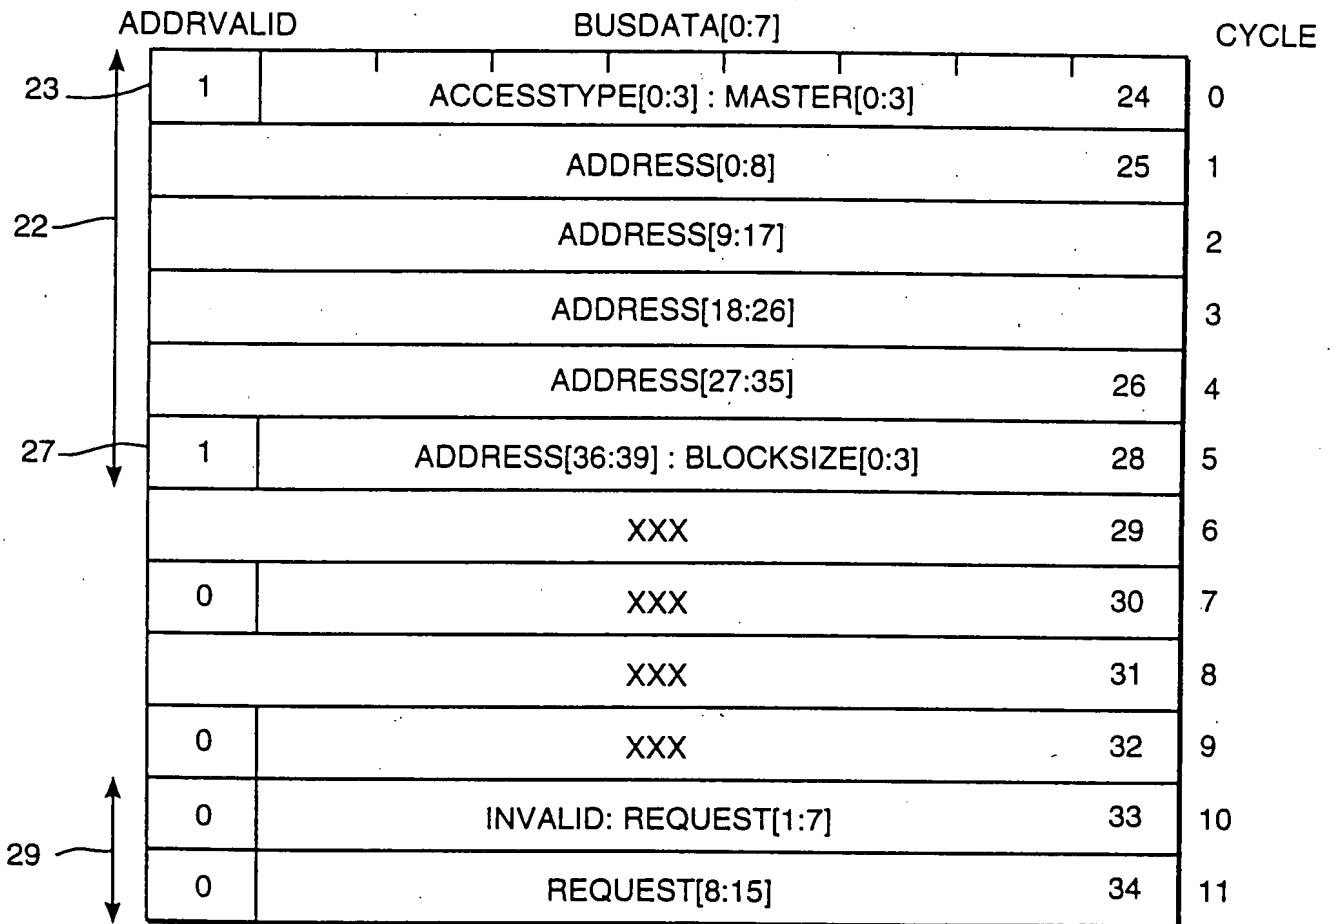 ADDRVALID BUSDATA[0:7] CYCLE
23 1 ACCESSTYPE[0:3] : MASTER[0:3] 24 0
ADDRESS[0:8] 25 1
22 ADDRESS[9:17] 2
ADDRESS[18:26] 3
ADDRESS[27:35] 26 4
27 1 ADDRESS[36:39] : BLOCKSIZE[0:3] 28 5
XXX 29 6
0 XXX 30 7
XXX 31 8
0 XXX 32 9
0 INVALID: REQUEST[1:7] 33 10
29 0 REQUEST[8:15] 34 11